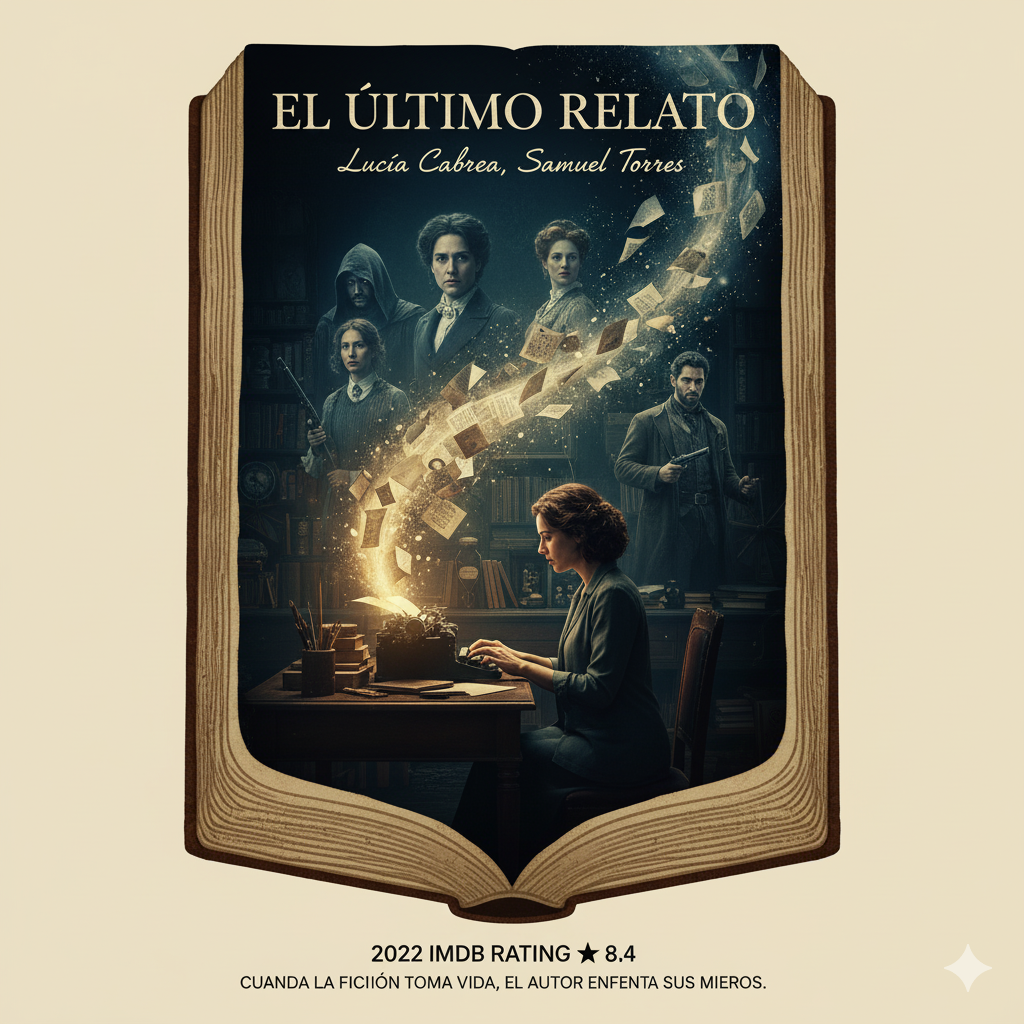 EL ÚLTIMO RELATO
Lucía Cabrea, Samuel Torres
2022 IMDB RATING ★ 8.4
CUANDA LA FICIIÓN TOMA VIDA, EL AUTOR ENFENTA SUS MIEROS.